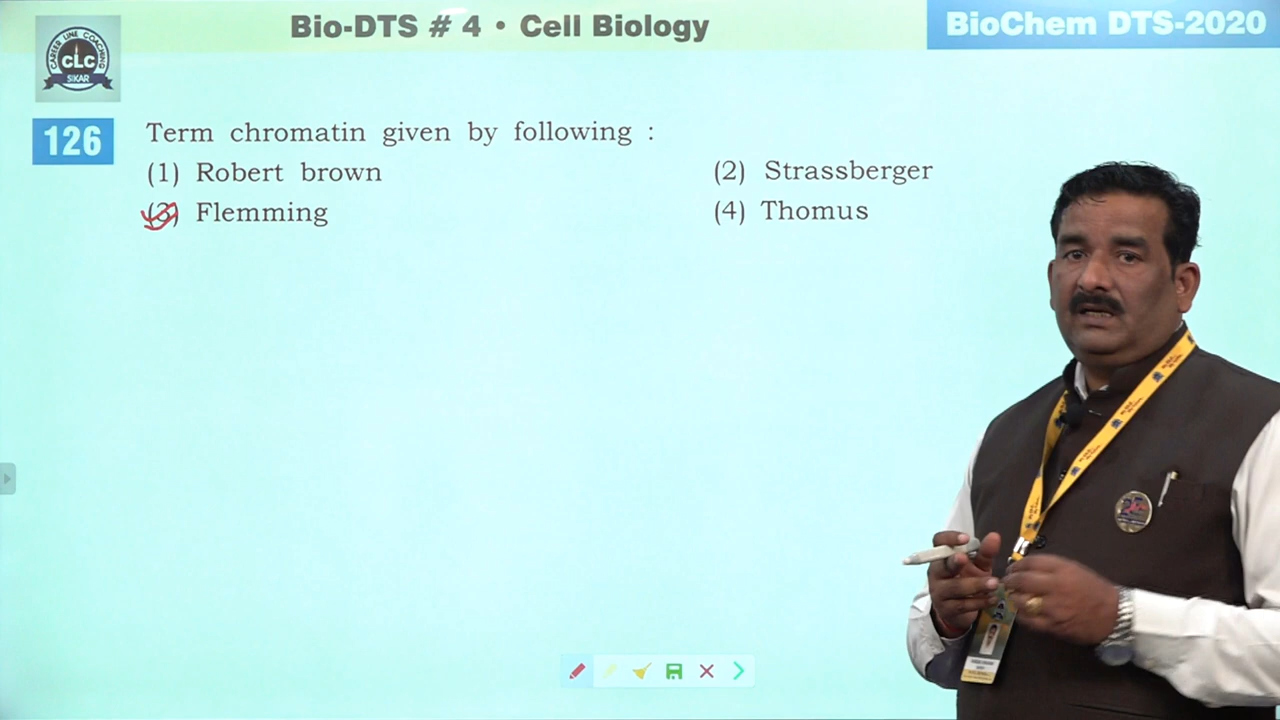 Bio-DTS # 4 • Cell Biology
BioChem DTS-2020
CAREER LINE COACHING
CLC
SIKAR
126
Term chromatin given by following :
(1) Robert brown
(2) Strassberger
(3) Flemming
(4) Thomus